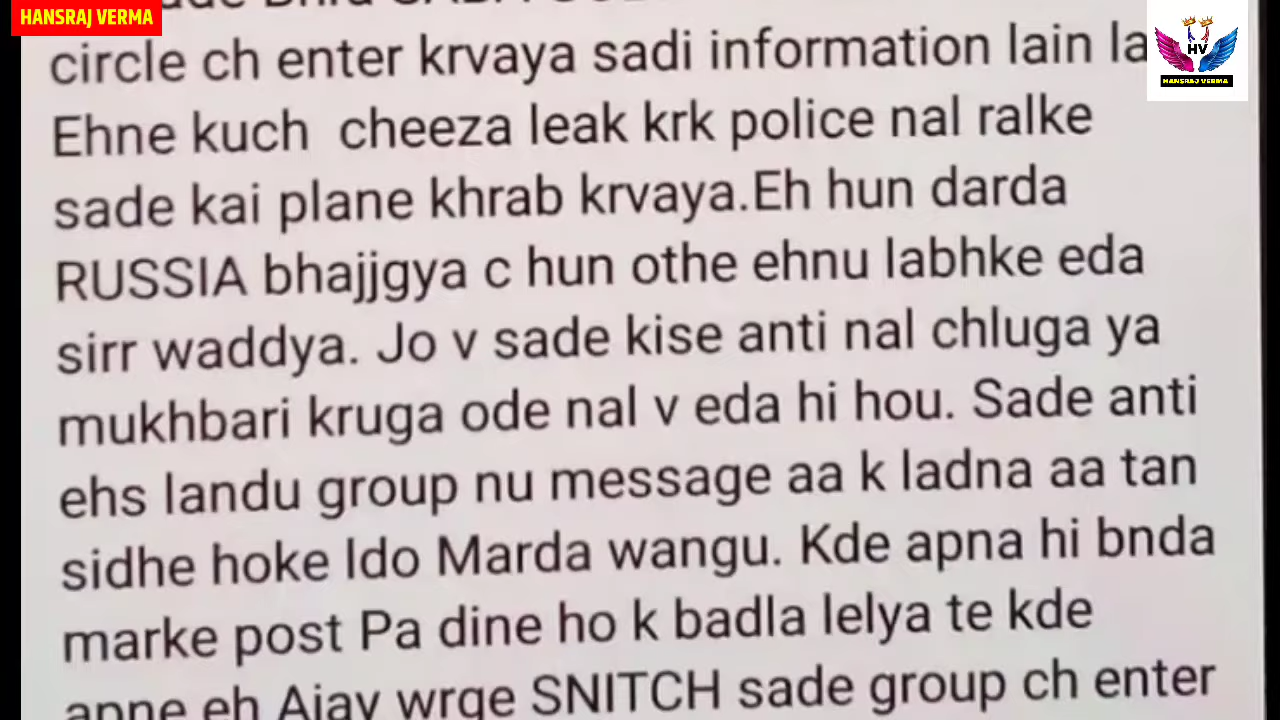 HANSRAJ VERMA
circle ch enter krvaya sadi information lain la
HV
HANSRAJ VERMA
Ehne kuch cheeza leak krk police nal ralke
sade kai plane khrab krvaya.Eh hun darda
RUSSIA bhajjgya c hun othe ehnu labhke eda
sirr waddya. Jo v sade kise anti nal chluga ya
mukhbari kruga ode nal v eda hi hou. Sade anti
ehs landu group nu message aa k ladna aa tan
sidhe hoke ldo Marda wangu. Kde apna hi bnda
marke post Pa dine ho k badla lelya te kde
apne eh Ajay wrge SNITCH sade group ch enter